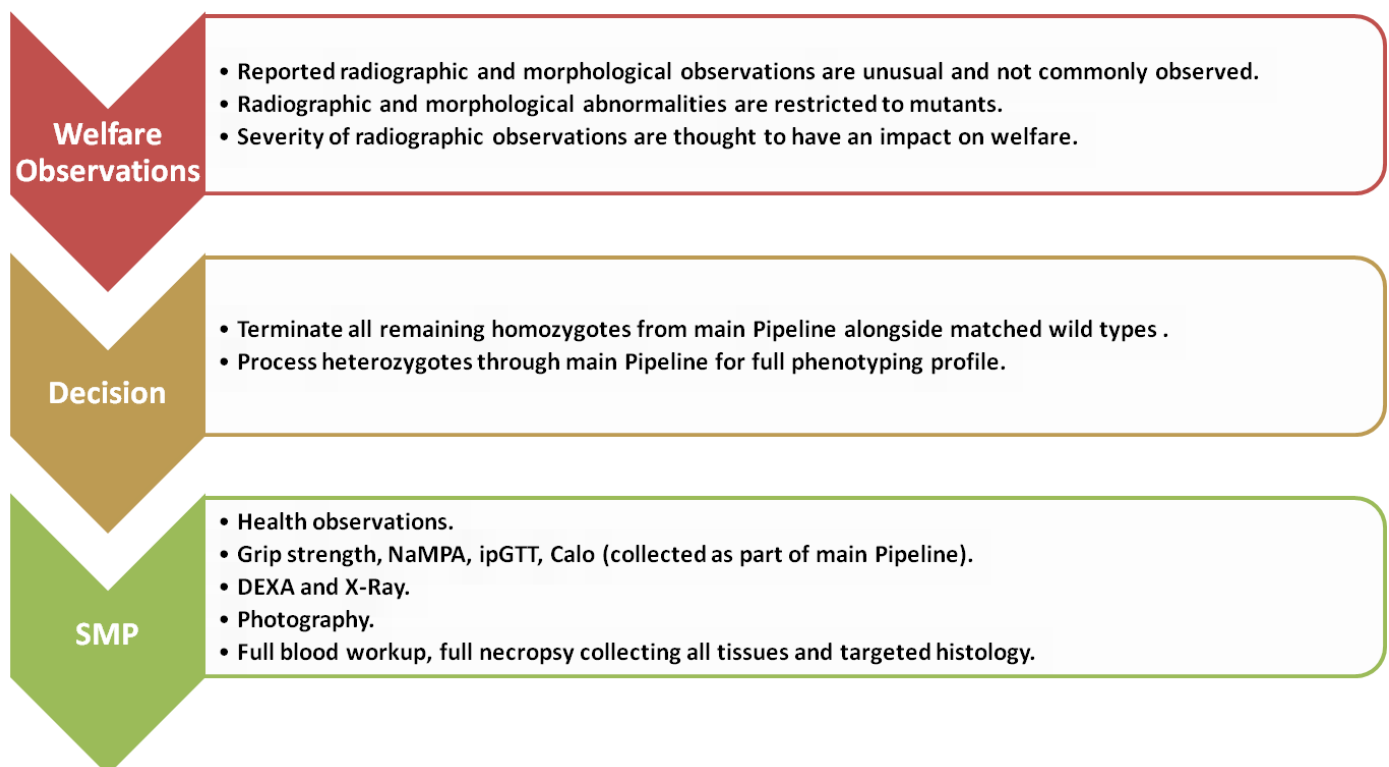 Welfare
Observations
• Reported radiographic and morphological observations are unusual and not commonly observed.
• Radiographic and morphological abnormalities are restricted to mutants.
• Severity of radiographic observations are thought to have an impact on welfare.
Decision
• Terminate all remaining homozygotes from main Pipeline alongside matched wild types .
• Process heterozygotes through main Pipeline for full phenotyping profile.
SMP
• Health observations.
• Grip strength, NaMPA, ipGTT, Calo (collected as part of main Pipeline).
• DEXA and X-Ray.
• Photography.
• Full blood workup, full necropsy collecting all tissues and targeted histology.